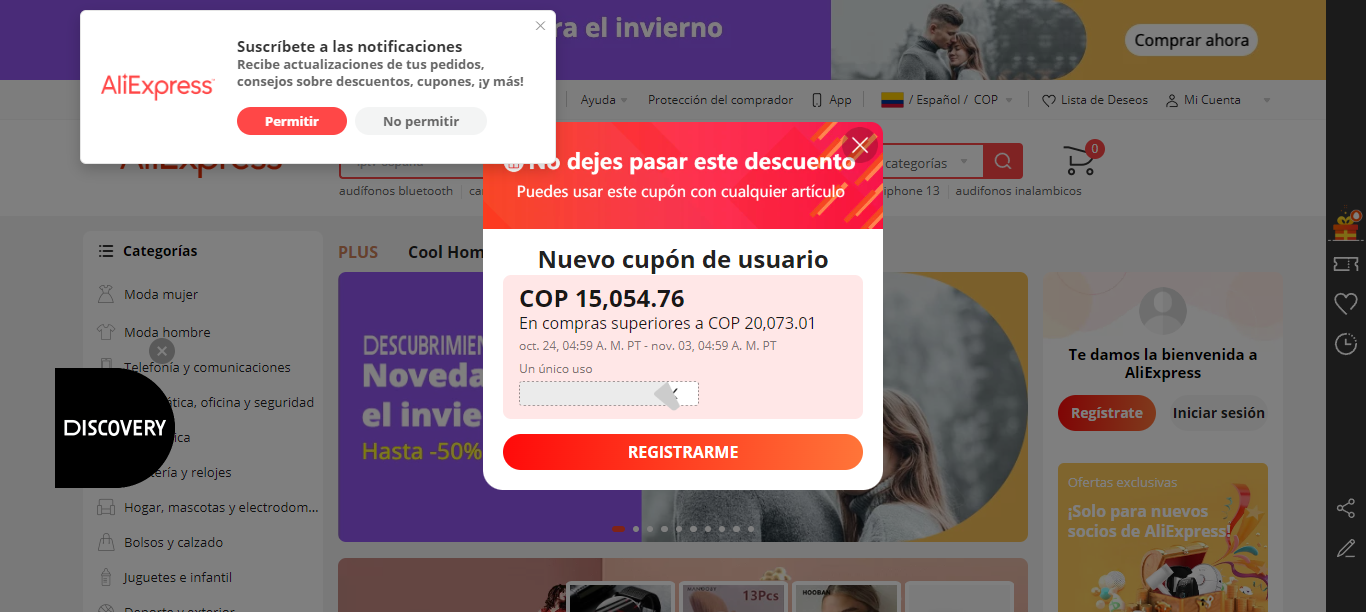 ra el invierno
Comprar ahora
Suscríbete a las notificaciones
Recibe actualizaciones de tus pedidos,
consejos sobre descuentos, cupones, ¡y más!
AliExpress
Permitir
No permitir
Ayuda
Protección del comprador
App
/ Español / COP
Lista de Deseos
Mi Cuenta
AliExpress
categorías
0
audífonos bluetooth
iphone 13
audifonos inalambicos
No dejes pasar este descuento
Puedes usar este cupón con cualquier artículo
Nuevo cupón de usuario
COP 15,054.76
En compras superiores a COP 20,073.01
oct. 24, 04:59 A. M. PT - nov. 03, 04:59 A. M. PT
Un único uso
REGISTRARME
Categorías
Moda mujer
Moda hombre
Telefonía y comunicaciones
ática, oficina y seguridad
ica
tería y relojes
Hogar, mascotas y electrodom...
Bolsos y calzado
Juguetes e infantil
Deporte y exterior
DISCOVERY
PLUS
Cool Hom
DESCUBRIMIEN
Noveda
el invie
Hasta -50%
Te damos la bienvenida a
AliExpress
Regístrate
Iniciar sesión
Ofertas exclusivas
¡Solo para nuevos
socios de AliExpress!
13Pcs
HOOBAN